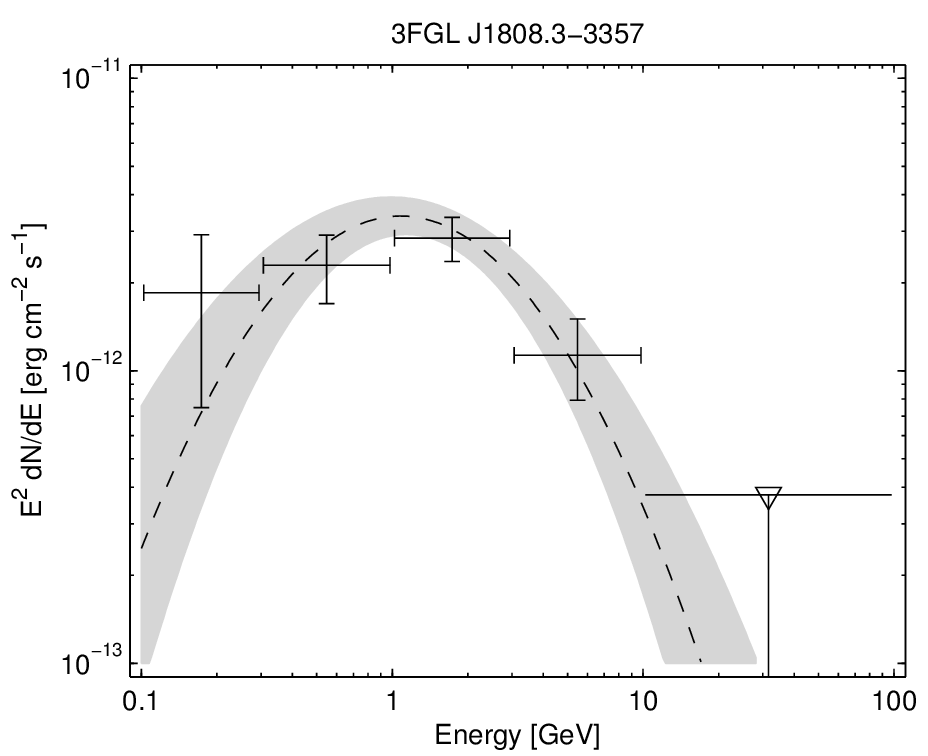 3FGL J1808.3−3357
10⁻¹¹
10⁻¹²
10⁻¹³
E² dN/dE [erg cm⁻² s⁻¹]
0.1 1 10 100
Energy [GeV]